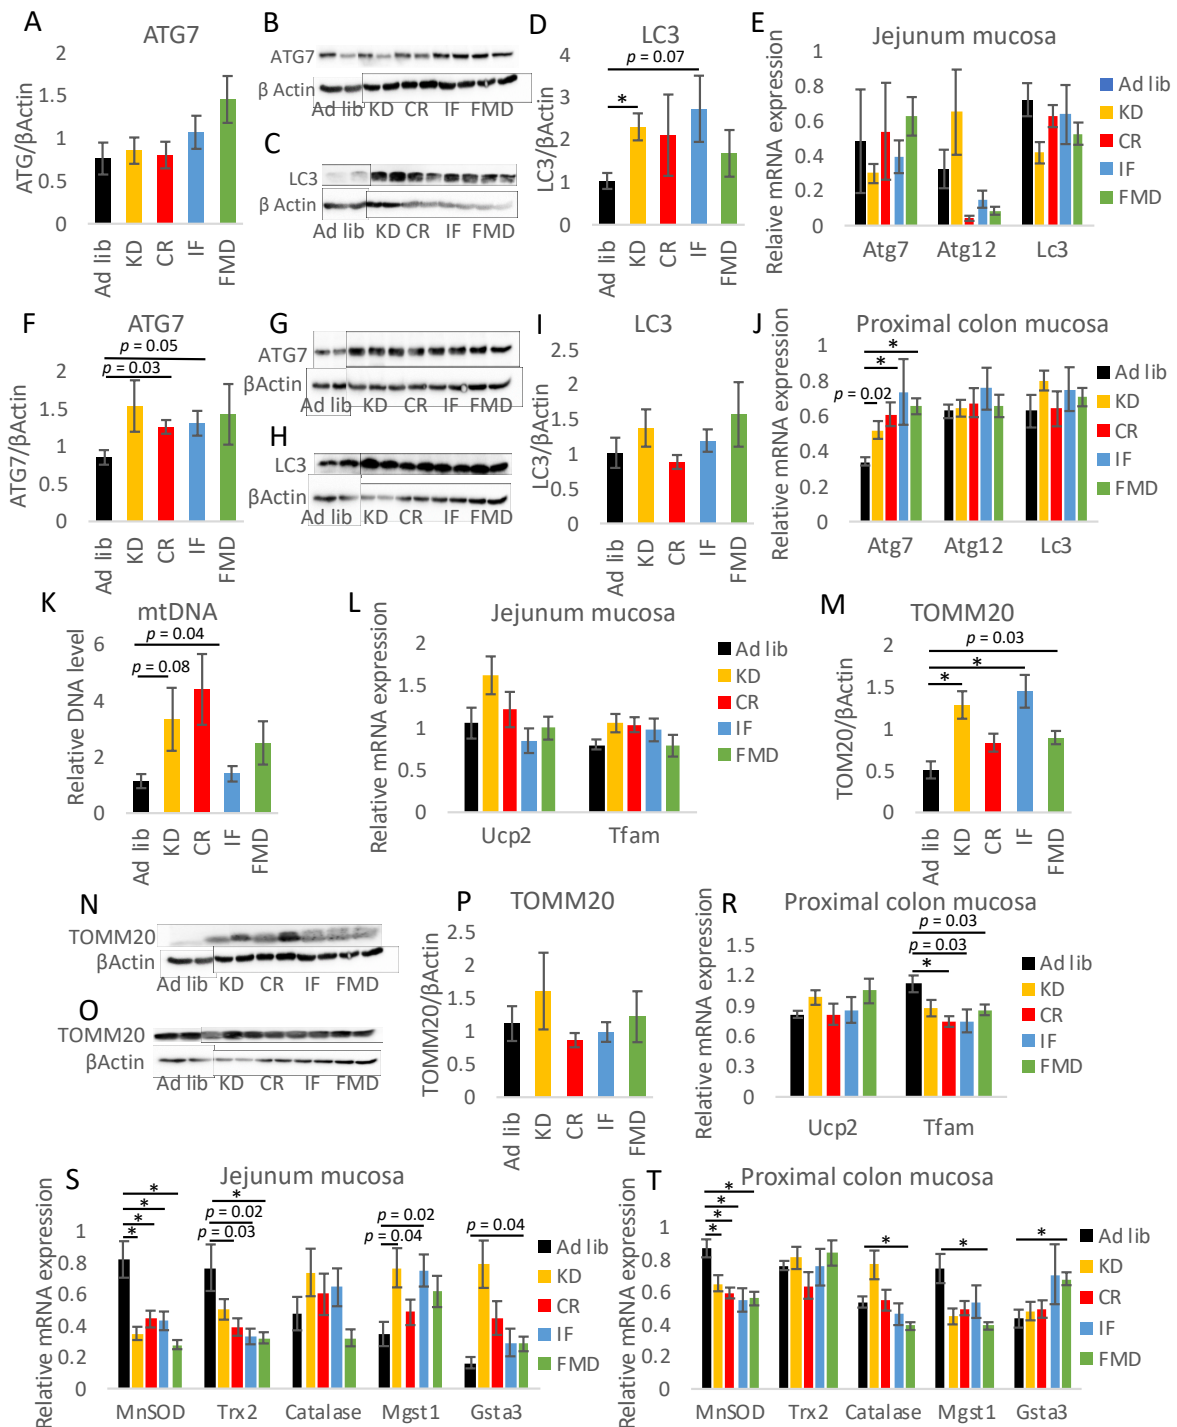 A
ATG7
ATG/βActin
2
1.5
1
0.5
0
Ad lib
KD
CR
IF
FMD
B
ATG7
β Actin
Ad lib KD CR IF FMD
C
LC3
β Actin
Ad lib KD CR IF FMD
D
LC3
LC3/βActin
4
3
2
1
0
p = 0.07
*
Ad lib
KD
CR
IF
FMD
E
Jejunum mucosa
Relaive mRNA expression
1
0.8
0.6
0.4
0.2
0
Atg7 Atg12 Lc3
Ad lib
KD
CR
IF
FMD
F
ATG7
ATG7/βActin
2
1.5
1
0.5
0
p = 0.05
p = 0.03
Ad lib
KD
CR
IF
FMD
G
ATG7
βActin
Ad lib KD CR IF FMD
H
LC3
βActin
Ad lib KD CR IF FMD
I
LC3
LC3/βActin
2.5
2
1.5
1
0.5
0
Ad lib
KD
CR
IF
FMD
J
Proximal colon mucosa
Relative mRNA expression
1
0.8
0.6
0.4
0.2
0
*
*
p = 0.02
Atg7 Atg12 Lc3
Ad lib
KD
CR
IF
FMD
K
mtDNA
Relative DNA level
6
4
2
0
p = 0.04
p = 0.08
Ad lib
KD
CR
IF
FMD
L
Jejunum mucosa
Relative mRNA expression
2
1.5
1
0.5
0
Ucp2 Tfam
Ad lib
KD
CR
IF
FMD
M
TOMM20
TOM20/βActin
2
1.5
1
0.5
0
p = 0.03
*
*
Ad lib
KD
CR
IF
FMD
N
TOMM20
βActin
Ad lib KD CR IF FMD
O
TOMM20
βActin
Ad lib KD CR IF FMD
P
TOMM20
TOMM20/βActin
2.5
2
1.5
1
0.5
0
Ad lib
KD
CR
IF
FMD
R
Proximal colon mucosa
Relative mRNA expression
1.5
1.2
0.9
0.6
0.3
0
p = 0.03
p = 0.03
*
Ucp2 Tfam
Ad lib
KD
CR
IF
FMD
S
Jejunum mucosa
Relative mRNA expression
1
0.8
0.6
0.4
0.2
0
*
*
*
*
*
p = 0.02
p = 0.03
p = 0.02
p = 0.04
p = 0.04
MnSOD Trx2 Catalase Mgst1 Gsta3
Ad lib
KD
CR
IF
FMD
T
Proximal colon mucosa
Relative mRNA expression
1
0.8
0.6
0.4
0.2
0
*
*
*
*
*
*
*
MnSOD Trx2 Catalase Mgst1 Gsta3
Ad lib
KD
CR
IF
FMD